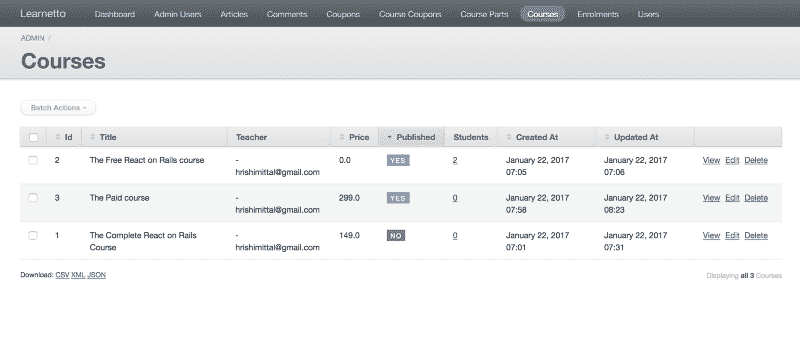 Learnetto Dashboard Admin Users Articles Comments Coupons Course Coupons Course Parts Courses Enrolments Users
ADMIN /
Courses
Batch Actions
Id Title Teacher Price Published Students Created At Updated At
2 The Free React on Rails course - 0.0 YES 2 January 22, 2017 January 22, 2017 View Edit Delete
hrishimittal@gmail.com 07:05 07:06
3 The Paid course - 299.0 YES 0 January 22, 2017 January 22, 2017 View Edit Delete
hrishimittal@gmail.com 07:58 08:23
1 The Complete React on Rails - 149.0 NO 0 January 22, 2017 January 22, 2017 View Edit Delete
Course hrishimittal@gmail.com 07:01 07:31
Download: CSV XML JSON Displaying all 3 Courses